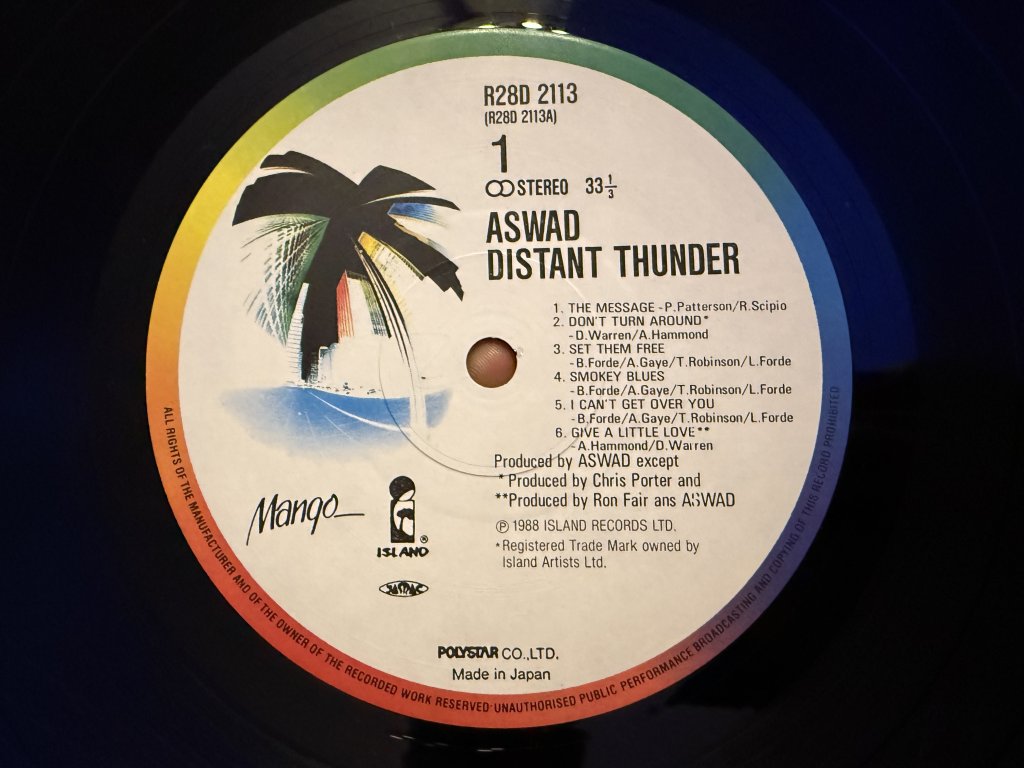 R28D 2113
(R28D 2113A)
1
STEREO 33 1/3
ASWAD
DISTANT THUNDER
1. THE MESSAGE - P.Patterson/R.Scipio
2. DON'T TURN AROUND*
- D.Warren/A.Hammond
3. SET THEM FREE
- B.Forde/A.Gaye/T.Robinson/L.Forde
4. SMOKEY BLUES
- B.Forde/A.Gaye/T.Robinson/L.Forde
5. I CAN'T GET OVER YOU
- B,Forde/A.Gaye/T.Robinson/L.Forde
6. GIVE A LITTLE LOVE**
- A.Hammond/D.Warren
Produced by ASWAD except
* Produced by Chris Porter and
**Produced by Ron Fair ans ASWAD
Ⓟ 1988 ISLAND RECORDS LTD.
*Registered Trade Mark owned by
Island Artists Ltd.
Mango
ISLAND®
POLYSTAR CO.,LTD.
Made in Japan
ALL RIGHTS OF THE MANUFACTURER AND OF THE OWNER OF THE RECORDED WORK RESERVED·UNAUTHORISED PUBLIC PERFORMANCE BROADCASTING AND COPYING OF THIS RECORD PROHIBITED